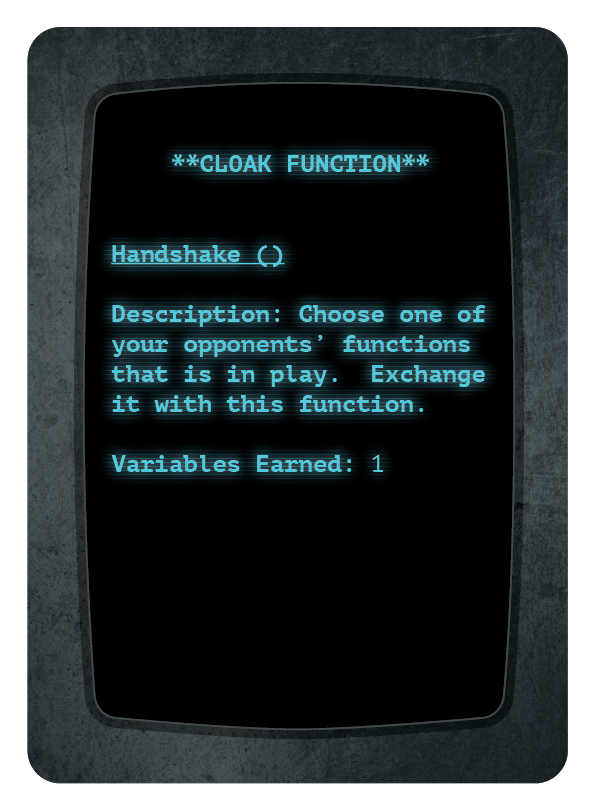 **CLOAK FUNCTION**
Handshake ()
Description: Choose one of
your opponents’ functions
that is in play.  Exchange
it with this function.
Variables Earned: 1